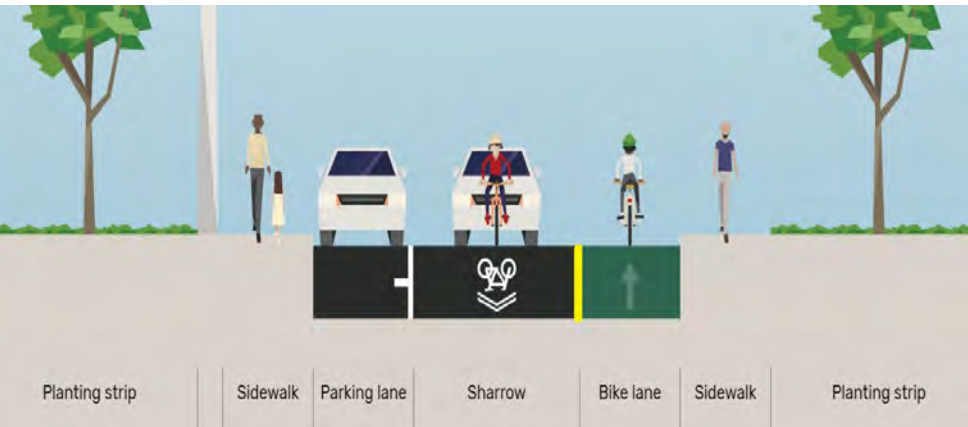 Planting strip
Sidewalk
Parking lane
Sharrow
Bike lane
Sidewalk
Planting strip